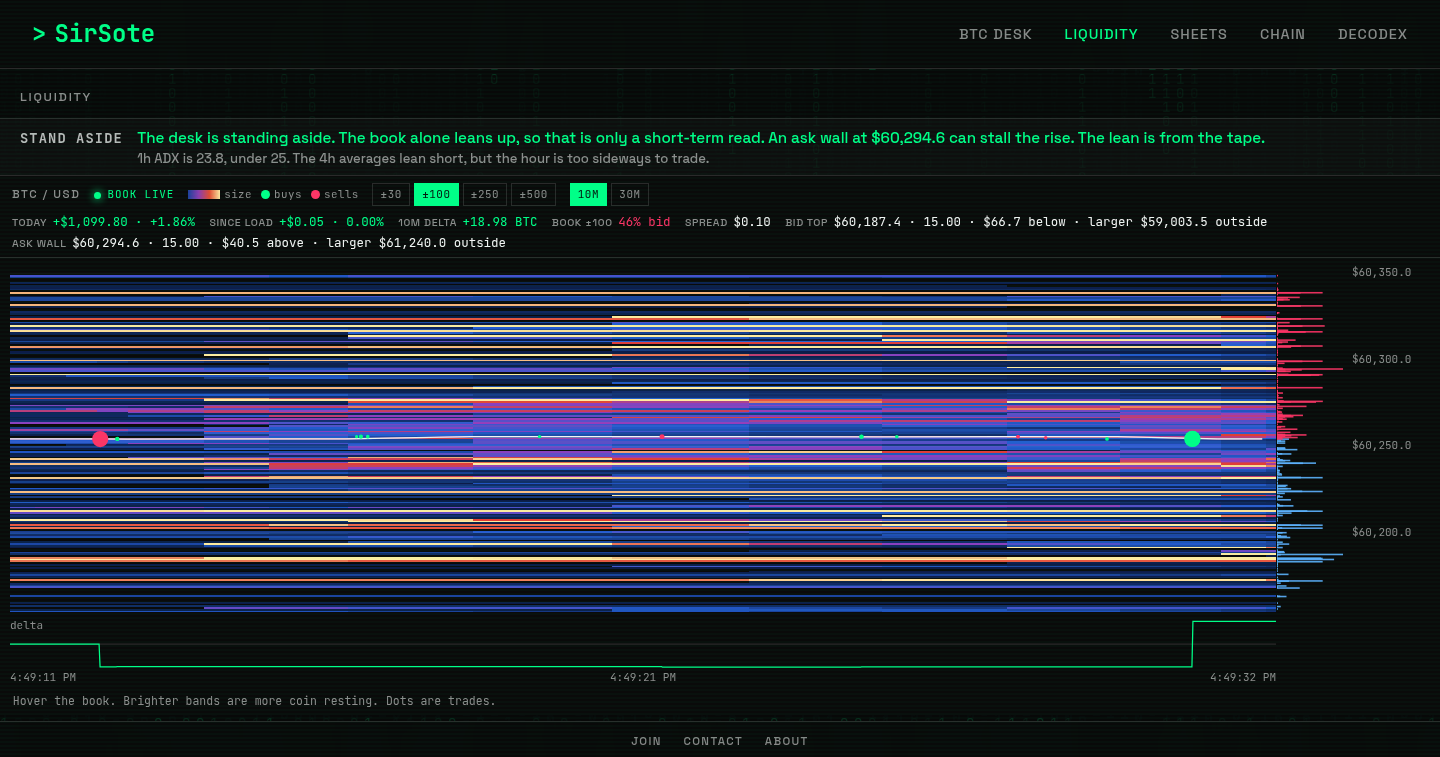 > SirSote
BTC DESK LIQUIDITY SHEETS CHAIN DECODEX
LIQUIDITY
STAND ASIDE The desk is standing aside. The book alone leans up, so that is only a short-term read. An ask wall at $60,294.6 can stall the rise. The lean is from the tape.
1h ADX is 23.8, under 25. The 4h averages lean short, but the hour is too sideways to trade.
BTC / USD BOOK LIVE size buys sells ±30 ±100 ±250 ±500 10M 30M
TODAY +$1,099.80 · +1.86% SINCE LOAD +$0.05 · 0.00% 10M DELTA +18.98 BTC BOOK ±100 46% bid SPREAD $0.10 BID TOP $60,187.4 · 15.00 · $66.7 below · larger $59,003.5 outside
ASK WALL $60,294.6 · 15.00 · $40.5 above · larger $61,240.0 outside
$60,350.0
$60,300.0
$60,250.0
$60,200.0
delta
4:49:11 PM 4:49:21 PM 4:49:32 PM
Hover the book. Brighter bands are more coin resting. Dots are trades.
JOIN CONTACT ABOUT